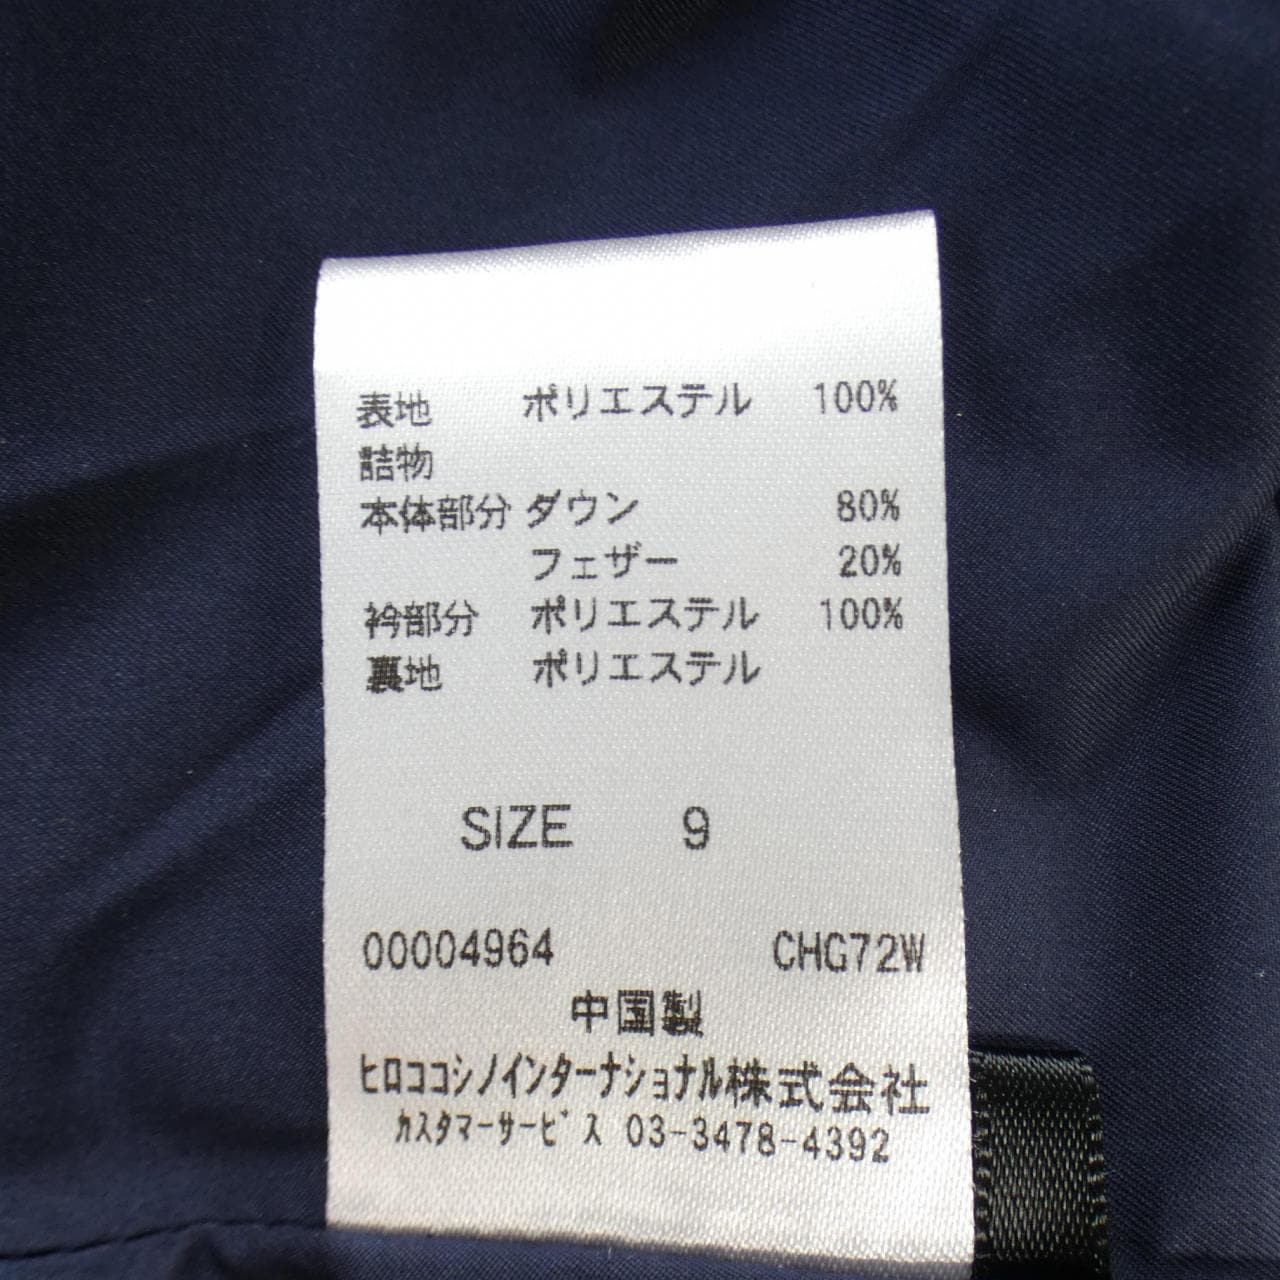 表地 ポリエステル 100%
詰物
本体部分 ダウン 80%
フェザー 20%
衿部分 ポリエステル 100%
裏地 ポリエステル
SIZE 9
00004964 CHG72W
中国製
ﾋﾛｺｺｼﾉｲﾝﾀｰﾅｼｮﾅﾙ株式会社
ｶｽﾀﾏｰｻｰﾋﾞｽ 03-3478-4392